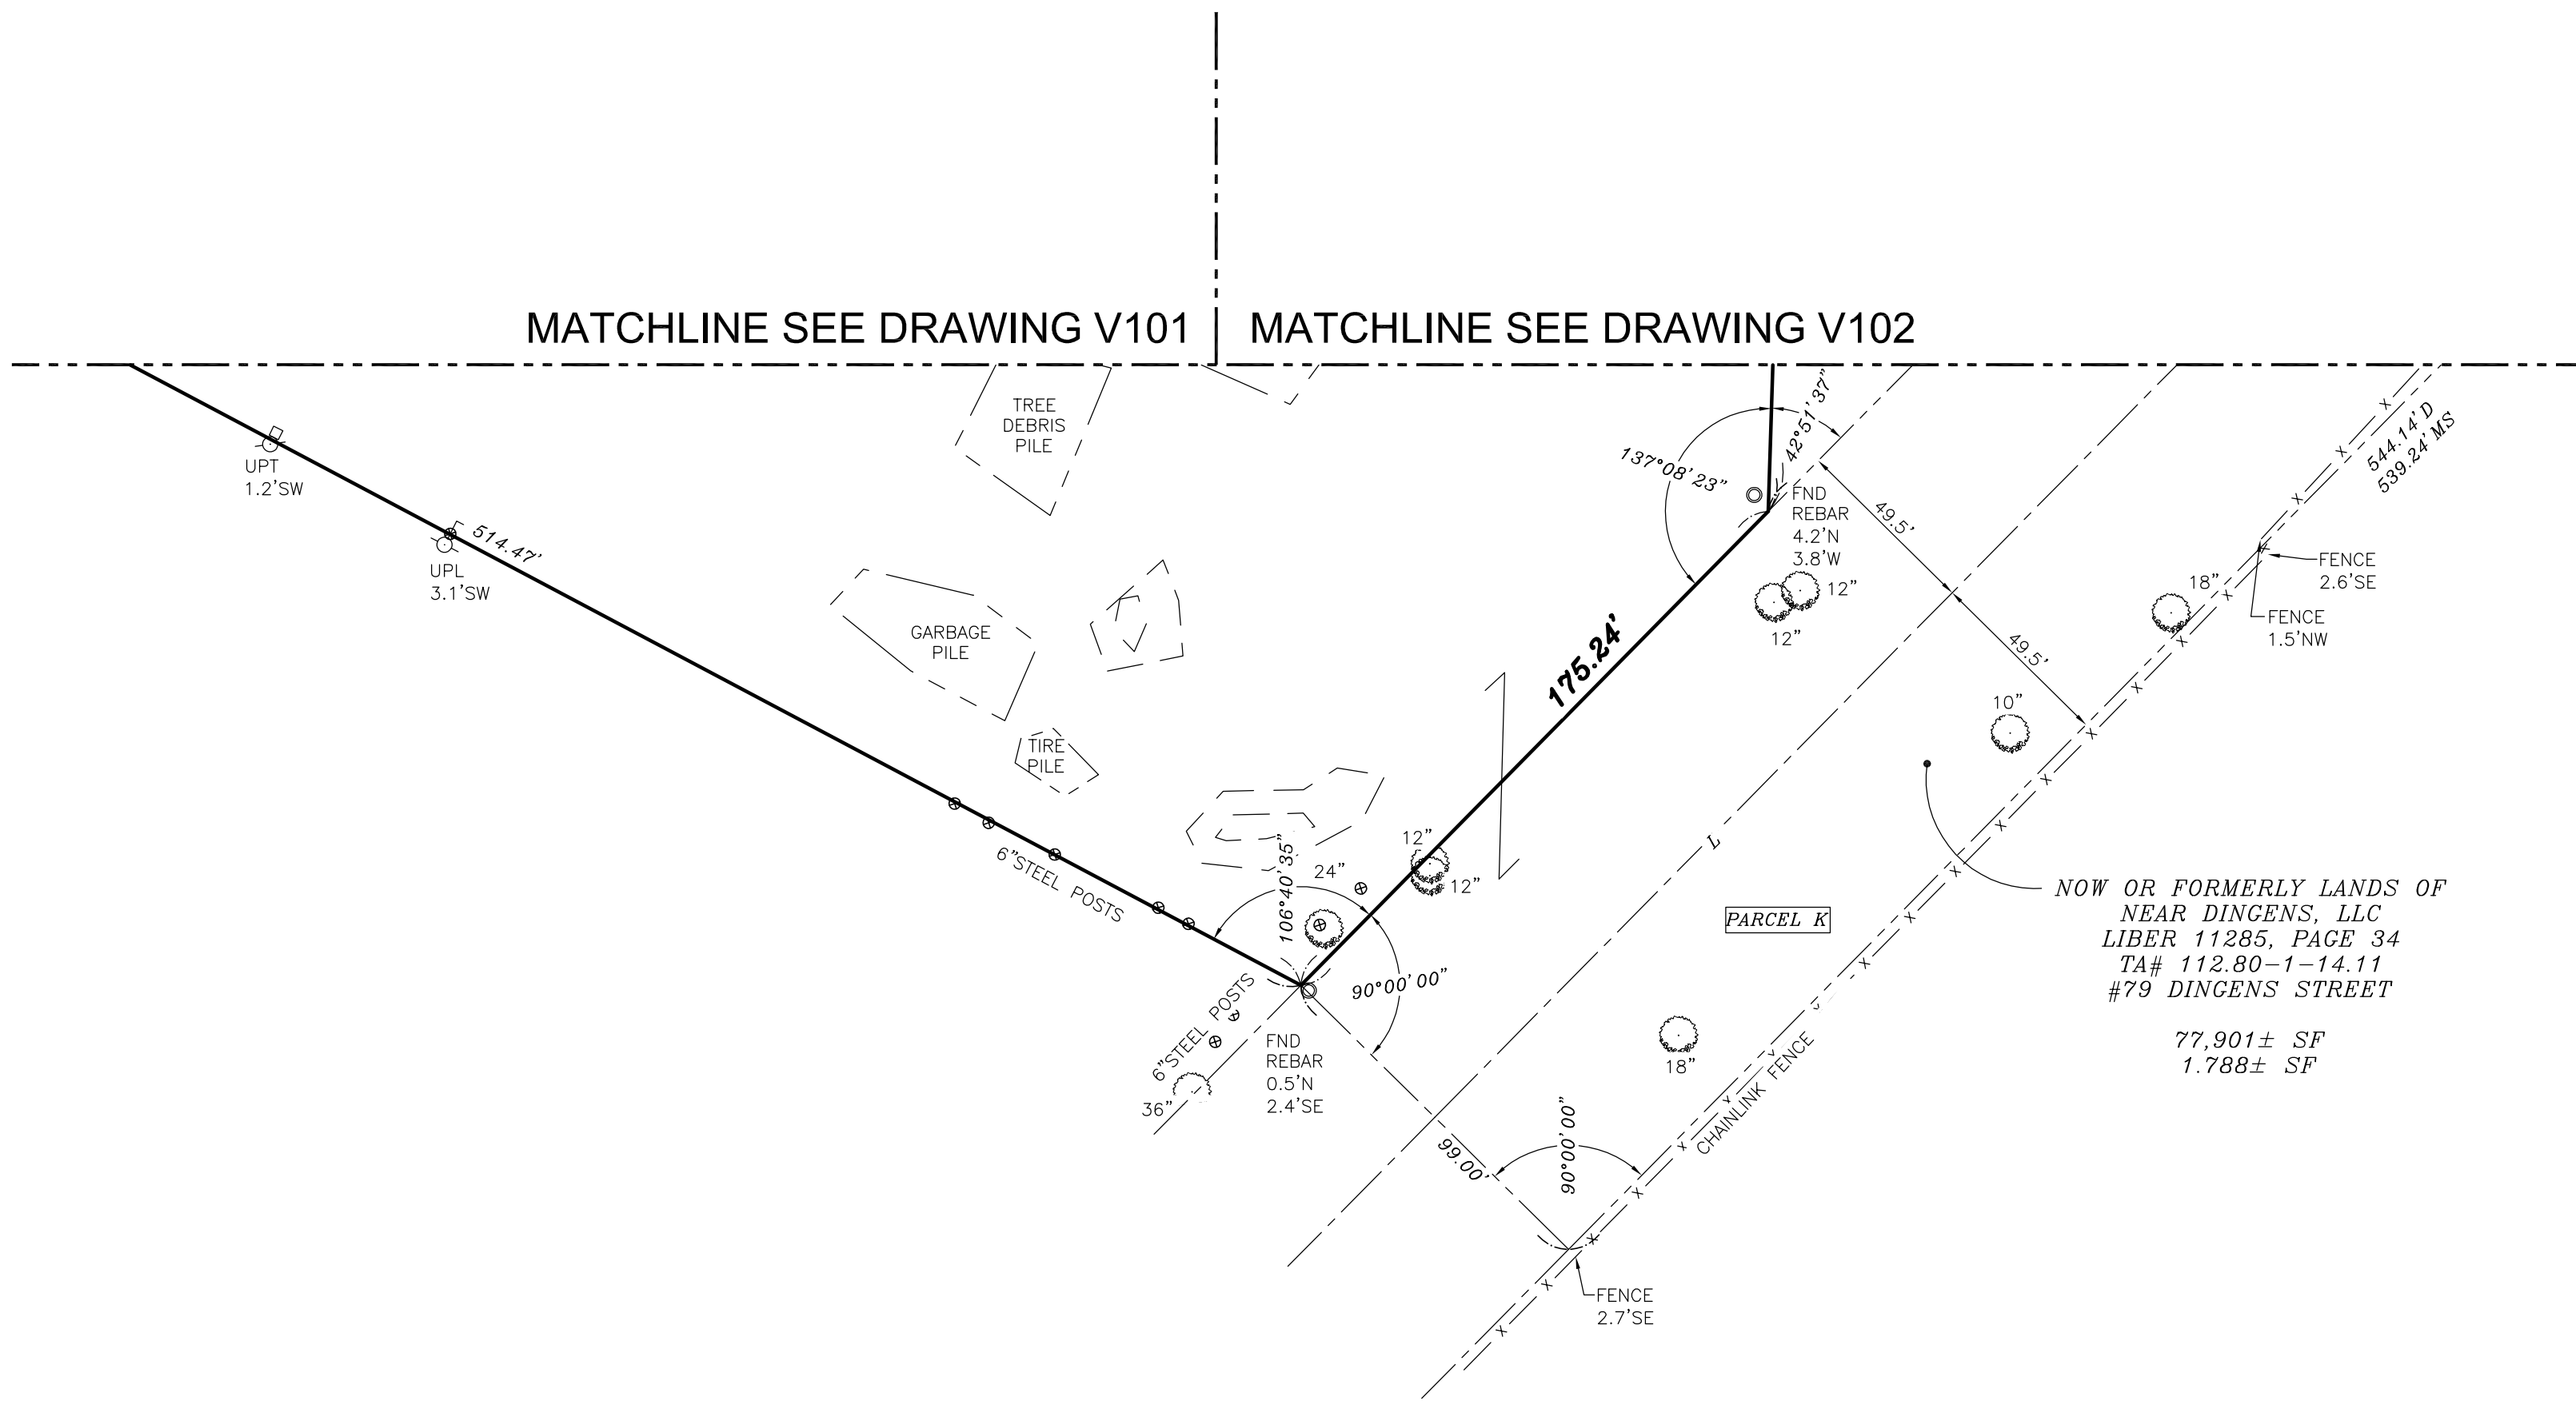 MATCHLINE SEE DRAWING V101
MATCHLINE SEE DRAWING V102
TREE
DEBRIS
PILE
UPT
1.2'SW
514.47'
UPL
3.1'SW
GARBAGE
PILE
TIRE
PILE
6"STEEL POSTS
137°08'23"
42°51'37"
FND
REBAR
4.2'N
3.8'W
12"
12"
49.5'
49.5'
544.14'D
539.24'MS
18"
FENCE
2.6'SE
FENCE
1.5'NW
10"
175.24'
106°40'35"
24"
12"
12"
90°00'00"
6"STEEL POSTS
36"
FND
REBAR
0.5'N
2.4'SE
L
PARCEL K
NOW OR FORMERLY LANDS OF
NEAR DINGENS, LLC
LIBER 11285, PAGE 34
TA# 112.80-1-14.11
#79 DINGENS STREET
77,901± SF
1.788± SF
18"
CHAINLINK FENCE
99.00'
90°00'00"
FENCE
2.7'SE